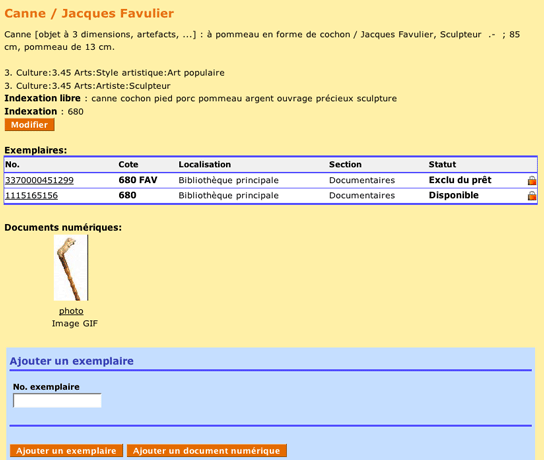 Canne / Jacques Favulier
Canne [objet à 3 dimensions, artefacts, ...] : à pommeau en forme de cochon / Jacques Favulier, Sculpteur .- ; 85
cm, pommeau de 13 cm.
3. Culture:3.45 Arts:Style artistique:Art populaire
3. Culture:3.45 Arts:Artiste:Sculpteur
Indexation libre : canne cochon pied porc pommeau argent ouvrage précieux sculpture
Indexation : 680
Modifier
Exemplaires:
No. Cote Localisation Section Statut
3370000451299 680 FAV Bibliothèque principale Documentaires Exclu du prêt
1115165156 680 Bibliothèque principale Documentaires Disponible
Documents numériques:
photo
Image GIF
Ajouter un exemplaire
No. exemplaire
Ajouter un exemplaire Ajouter un document numérique